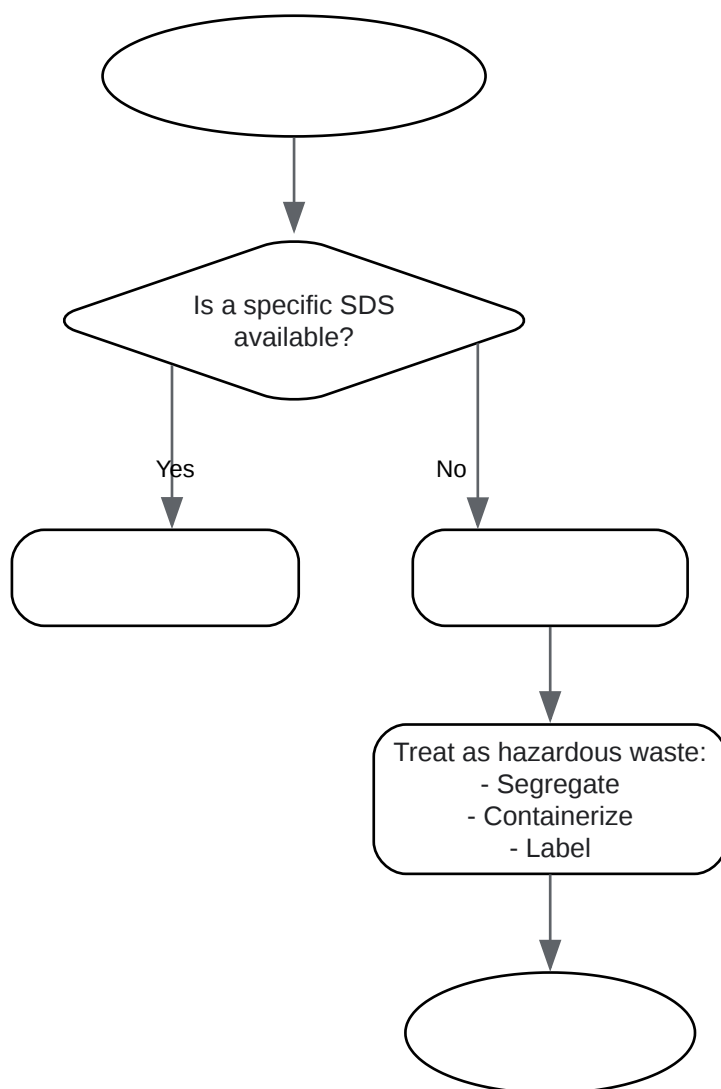 Is a specific SDS
available?
Yes
No
Treat as hazardous waste:
- Segregate
- Containerize
- Label